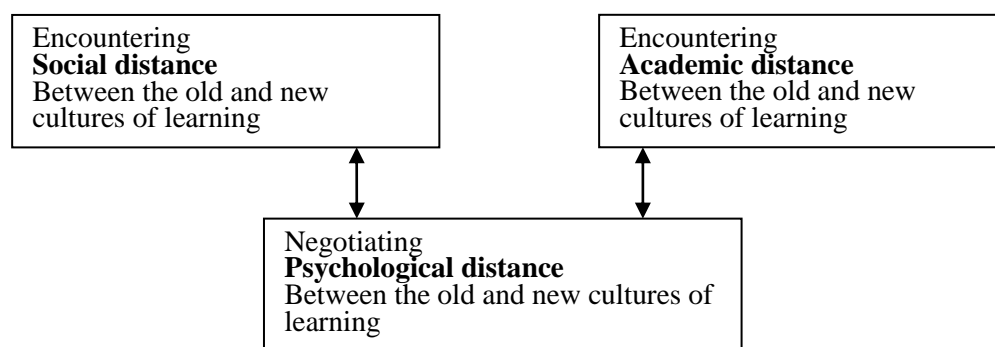 Encountering
Social distance
Between the old and new
cultures of learning
Encountering
Academic distance
Between the old and new
cultures of learning
Negotiating
Psychological distance
Between the old and new cultures of
learning